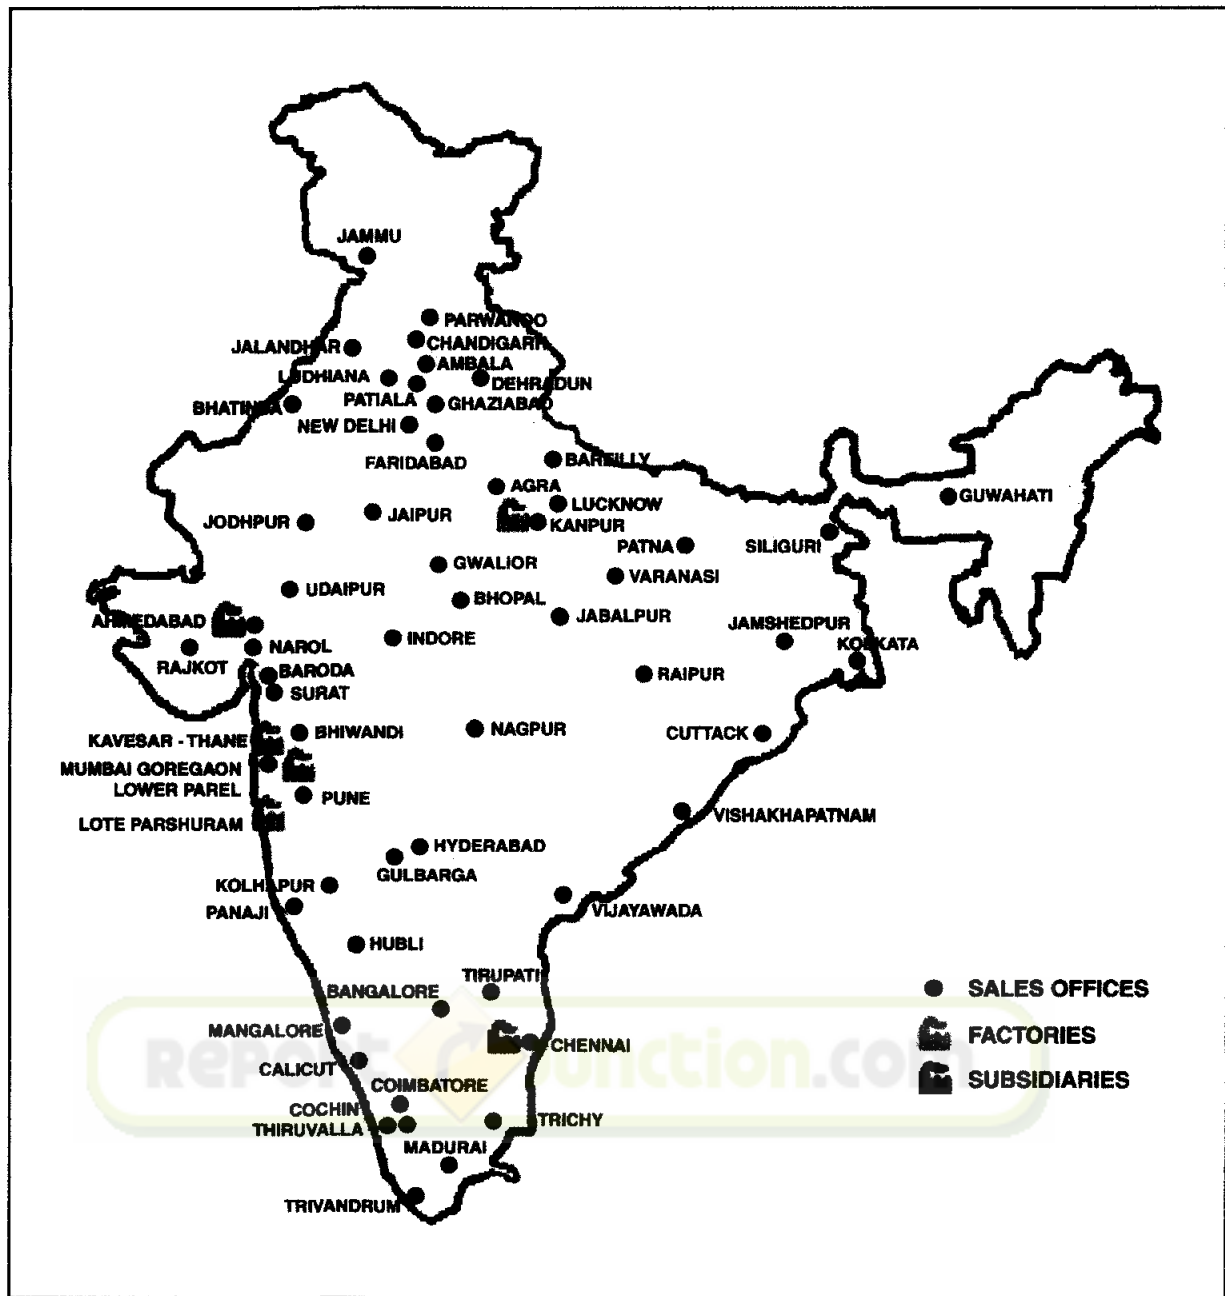 JAMMU
PARWANOO
CHANDIGARH
JALANDHAR
AMBALA
LUDHIANA
DEHRADUN
PATIALA
BHATINDA
GHAZIABAD
NEW DELHI
FARIDABAD
BAREILLY
AGRA
GUWAHATI
LUCKNOW
JAIPUR
JODHPUR
KANPUR
PATNA
SILIGURI
GWALIOR
VARANASI
UDAIPUR
BHOPAL
JABALPUR
AHMEDABAD
JAMSHEDPUR
INDORE
KOLKATA
NAROL
RAJKOT
BARODA
RAIPUR
SURAT
NAGPUR
BHIWANDI
CUTTACK
KAVESAR - THANE
MUMBAI GOREGAON
LOWER PAREL
PUNE
VISHAKHAPATNAM
LOTE PARSHURAM
HYDERABAD
GULBARGA
KOLHAPUR
PANAJI
VIJAYAWADA
HUBLI
TIRUPATI
BANGALORE
SALES OFFICES
MANGALORE
FACTORIES
CHENNAI
CALICUT
SUBSIDIARIES
COIMBATORE
COCHIN
THIRUVALLA
TRICHY
MADURAI
TRIVANDRUM
Report Junction.com